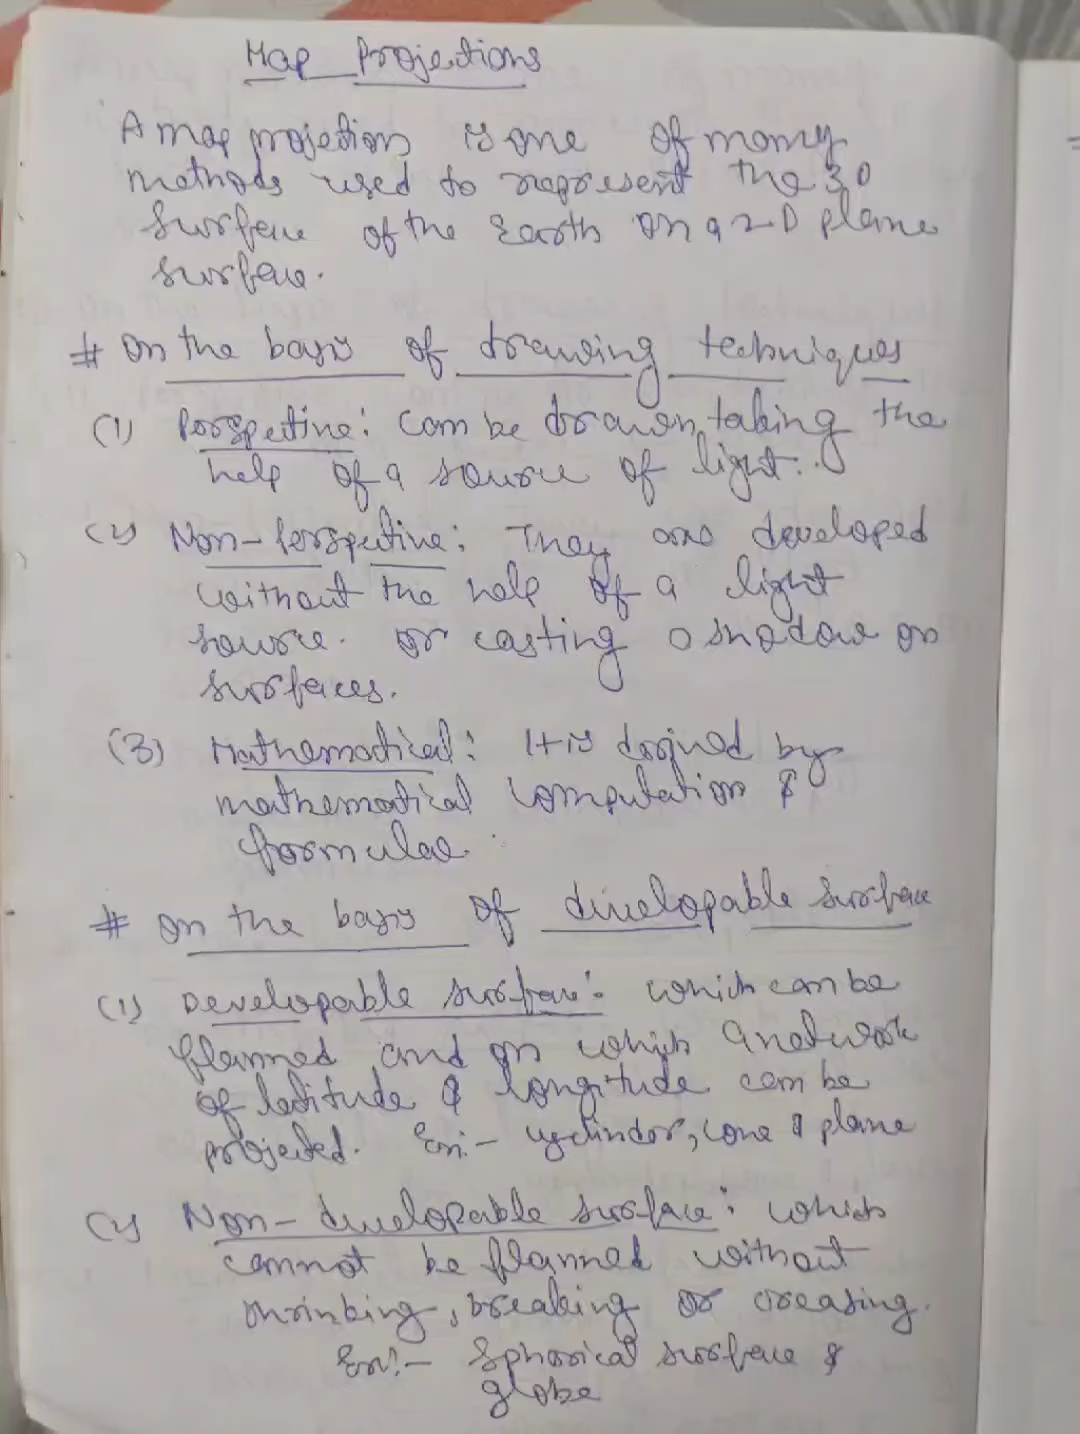 Map Projections
A map projections is one of many
methods used to represent the 3D
surface of the Earth on a 2D plane
surface.
# On the basis of drawing techniques
(1) Perspective: Can be drawn, taking the
help of a source of light.
(2) Non-perspective: They are developed
without the help of a light
source. or casting a shadow on
surfaces.
(3) Mathematical: It is derived by
mathematical computation &
formulae.
# On the basis of developable surface
(1) Developable surface: which can be
flanned and on which a network
of latitude & longitude can be
projected. Ex:- cyclinder, cone & plane
(2) Non-developable surface: which
cannot be flanned without
shrinking, breaking or creasing.
Ex:- Spherical surface &
globe